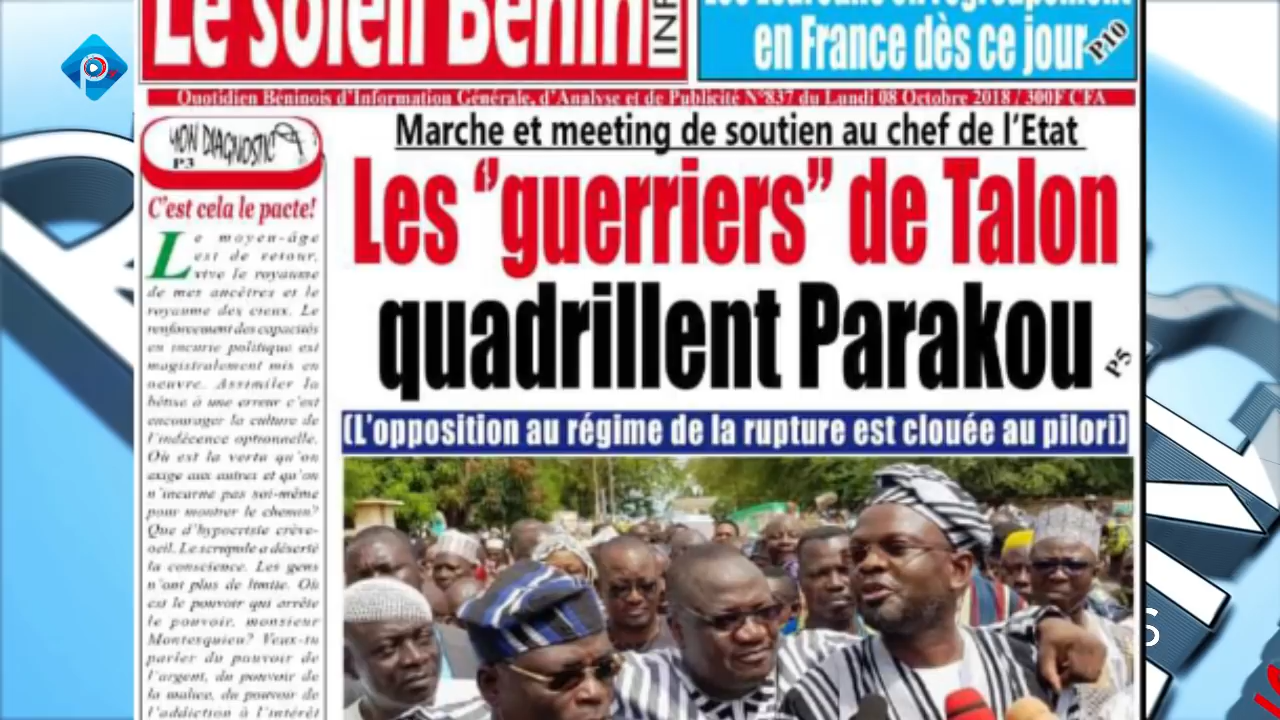 Le soleil Bénin
INF
en France dès ce jour P10
Quotidien Béninois d'Information Générale, d'Analyse et de Publicité N°837 du Lundi 08 Octobre 2018 / 300F CFA
MON DIAGNOSTIC
P3
C'est cela le pacte!
Le moyen-âge
est de retour,
vive le royaume
de mes ancêtres et le
royaume des cieux. Le
renforcement des capacités
en incurie politique est
magistralement mis en
oeuvre. Assimiler la
bêtise à une erreur c'est
encourager la culture de
l'indécence optionnelle.
Où est la vertu qu'on
exige aux autres et qu'on
n'incarne pas soi-même
pour montrer le chemin?
Que d'hypocrisie crève-
oeil. Le scrupule a déserté
la conscience. Les gens
n'ont plus de limite. Où
est le pouvoir qui arrête
le pouvoir, monsieur
Montesquieu? Veux-tu
parler du pouvoir de
l'argent, du pouvoir de
la malice, du pouvoir de
l'addiction à l'intérêt
Marche et meeting de soutien au chef de l'Etat
Les "guerriers" de Talon
quadrillent Parakou
P5
(L'opposition au régime de la rupture est clouée au pilori)